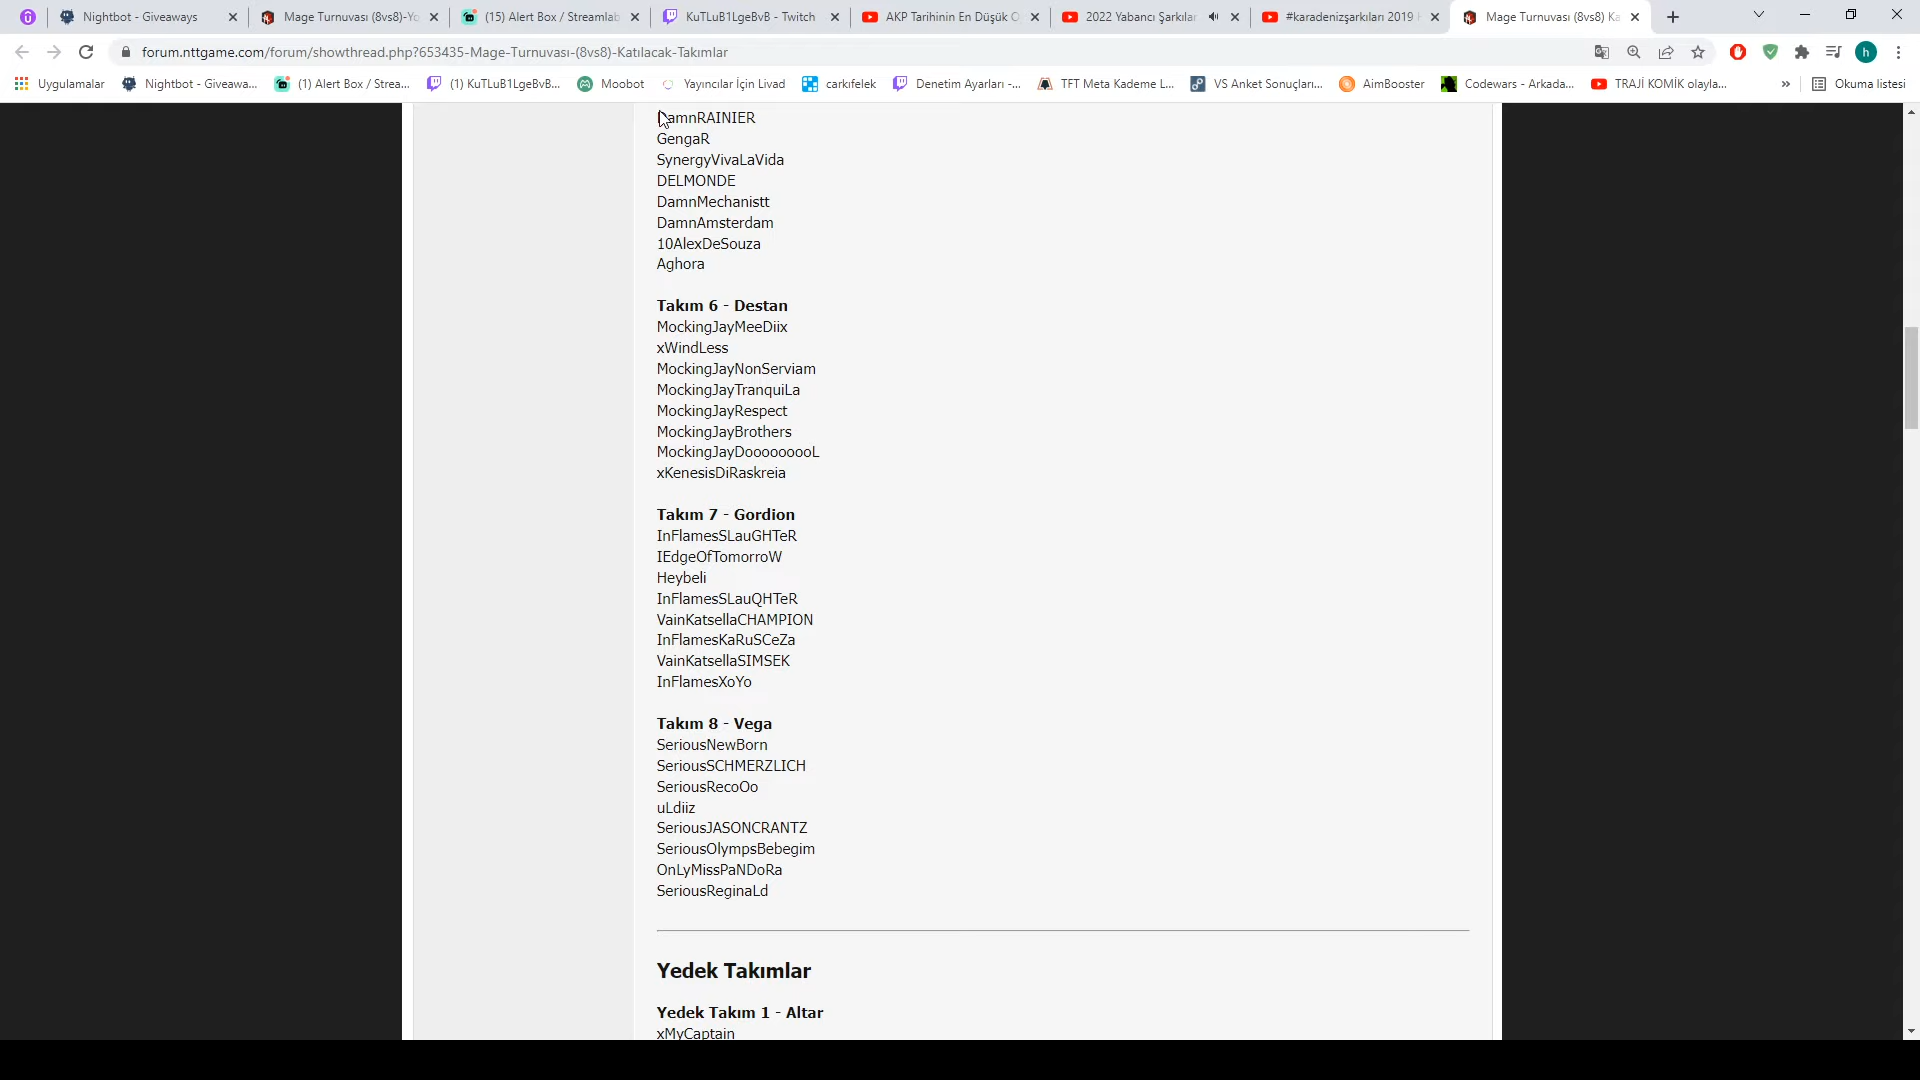 Nightbot - Giveaways
Mage Turnuvası (8vs8)-Yo
(15) Alert Box / Streamlab
KuTLuB1LgeBvB - Twitch
AKP Tarihinin En Düşük O
2022 Yabancı Şarkılar
#karadenizşarkıları 2019
Mage Turnuvası (8vs8) Ka
forum.nttgame.com/forum/showthread.php?653435-Mage-Turnuvası-(8vs8)-Katılacak-Takımlar
h
Uygulamalar
Nightbot - Giveawa...
(1) Alert Box / Strea...
(1) KuTLuB1LgeBvB...
Moobot
Yayıncılar İçin Livad
carkıfelek
Denetim Ayarları -...
TFT Meta Kademe L...
VS Anket Sonuçları...
AimBooster
Codewars - Arkada...
TRAJİ KOMİK olayla...
»
Okuma listesi
DamnRAINIER
GengaR
SynergyVivaLaVida
DELMONDE
DamnMechanistt
DamnAmsterdam
10AlexDeSouza
Aghora
Takım 6 - Destan
MockingJayMeeDiix
xWindLess
MockingJayNonServiam
MockingJayTranquiLa
MockingJayRespect
MockingJayBrothers
MockingJayDooooooooL
xKenesisDiRaskreia
Takım 7 - Gordion
InFlamesSLauGHTeR
IEdgeOfTomorroW
Heybeli
InFlamesSLauQHTeR
VainKatsellaCHAMPION
InFlamesKaRuSCeZa
VainKatsellaSIMSEK
InFlamesXoYo
Takım 8 - Vega
SeriousNewBorn
SeriousSCHMERZLICH
SeriousRecoOo
uLdiiz
SeriousJASONCRANTZ
SeriousOlympsBebegim
OnLyMissPaNDoRa
SeriousReginaLd
Yedek Takımlar
Yedek Takım 1 - Altar
xMyCaptain